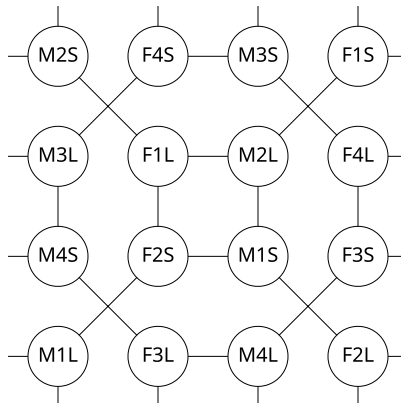 M2S F4S M3S F1S
M3L F1L M2L F4L
M4S F2S M1S F3S
M1L F3L M4L F2L